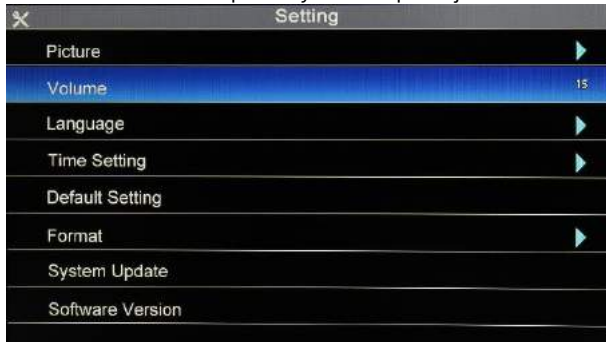 Setting
Picture
Volume 15
Language
Time Setting
Default Setting
Format
System Update
Software Version